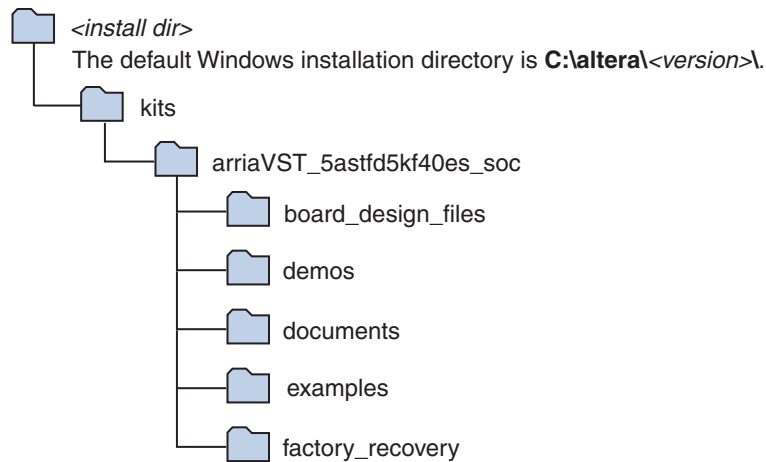 <install dir>
The default Windows installation directory is C:\altera\<version>\.
kits
arriaVST_5astfd5kf40es_soc
board_design_files
demos
documents
examples
factory_recovery